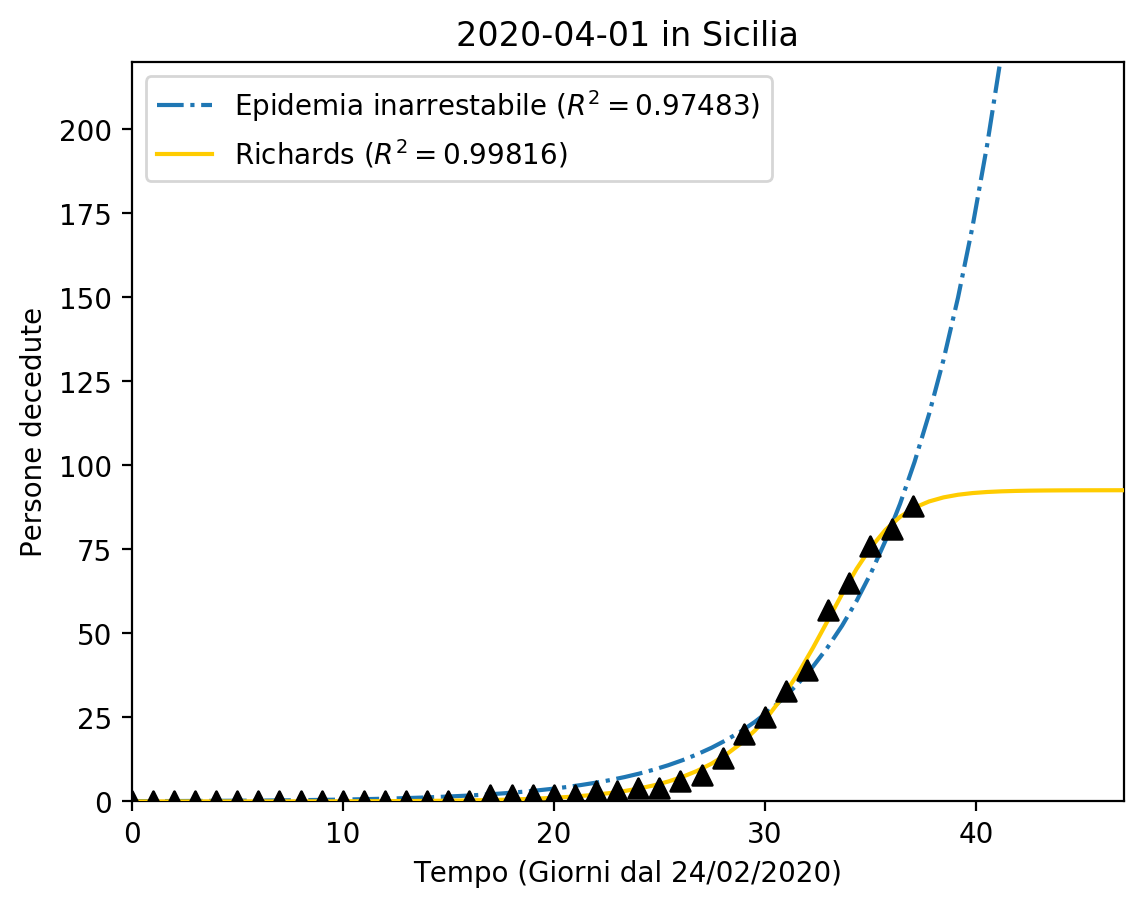 2020-04-01 in Sicilia
Epidemia inarrestabile (R² = 0.97483)
Richards (R² = 0.99816)
200
175
150
125
100
75
50
25
0
Persone decedute
0 10 20 30 40
Tempo (Giorni dal 24/02/2020)